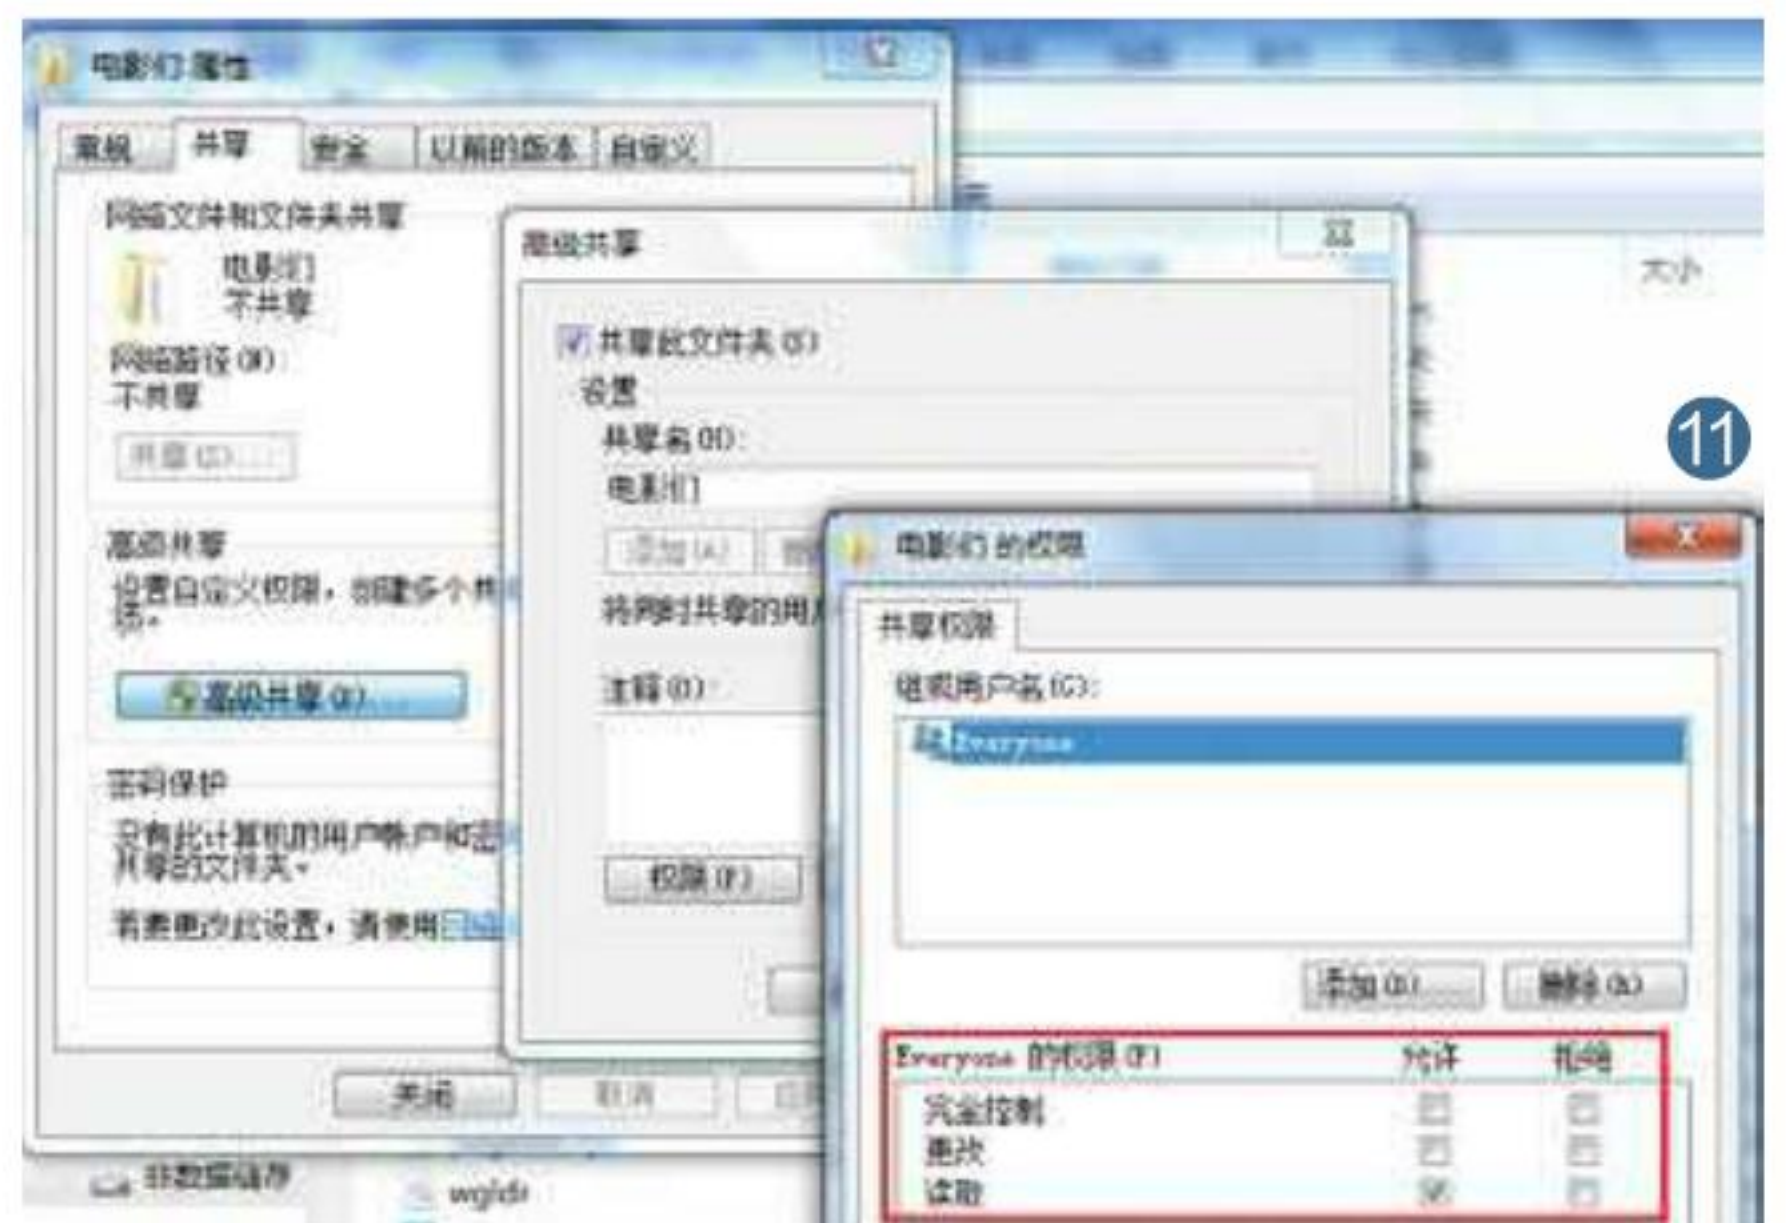 电影们 属性
常规 共享 安全 以前的版本 自定义
网络文件和文件夹共享
电影们
不共享
网络路径(N):
不共享
共享(S)...
高级共享
设置自定义权限，创建多个共
项。
高级共享(D)...
密码保护
没有此计算机的用户帐户和密
共享的文件夹。
若要更改此设置，请使用
关闭
取消
高级共享
共享此文件夹(S)
设置
共享名(H):
电影们
添加(A)
将同时共享的用户
注释(O):
权限(P)
大小
11
电影们 的权限
共享权限
组或用户名(G):
Everyone
添加(D)...
删除(R)
Everyone 的权限(P) 允许 拒绝
完全控制
更改
读取
wgldr